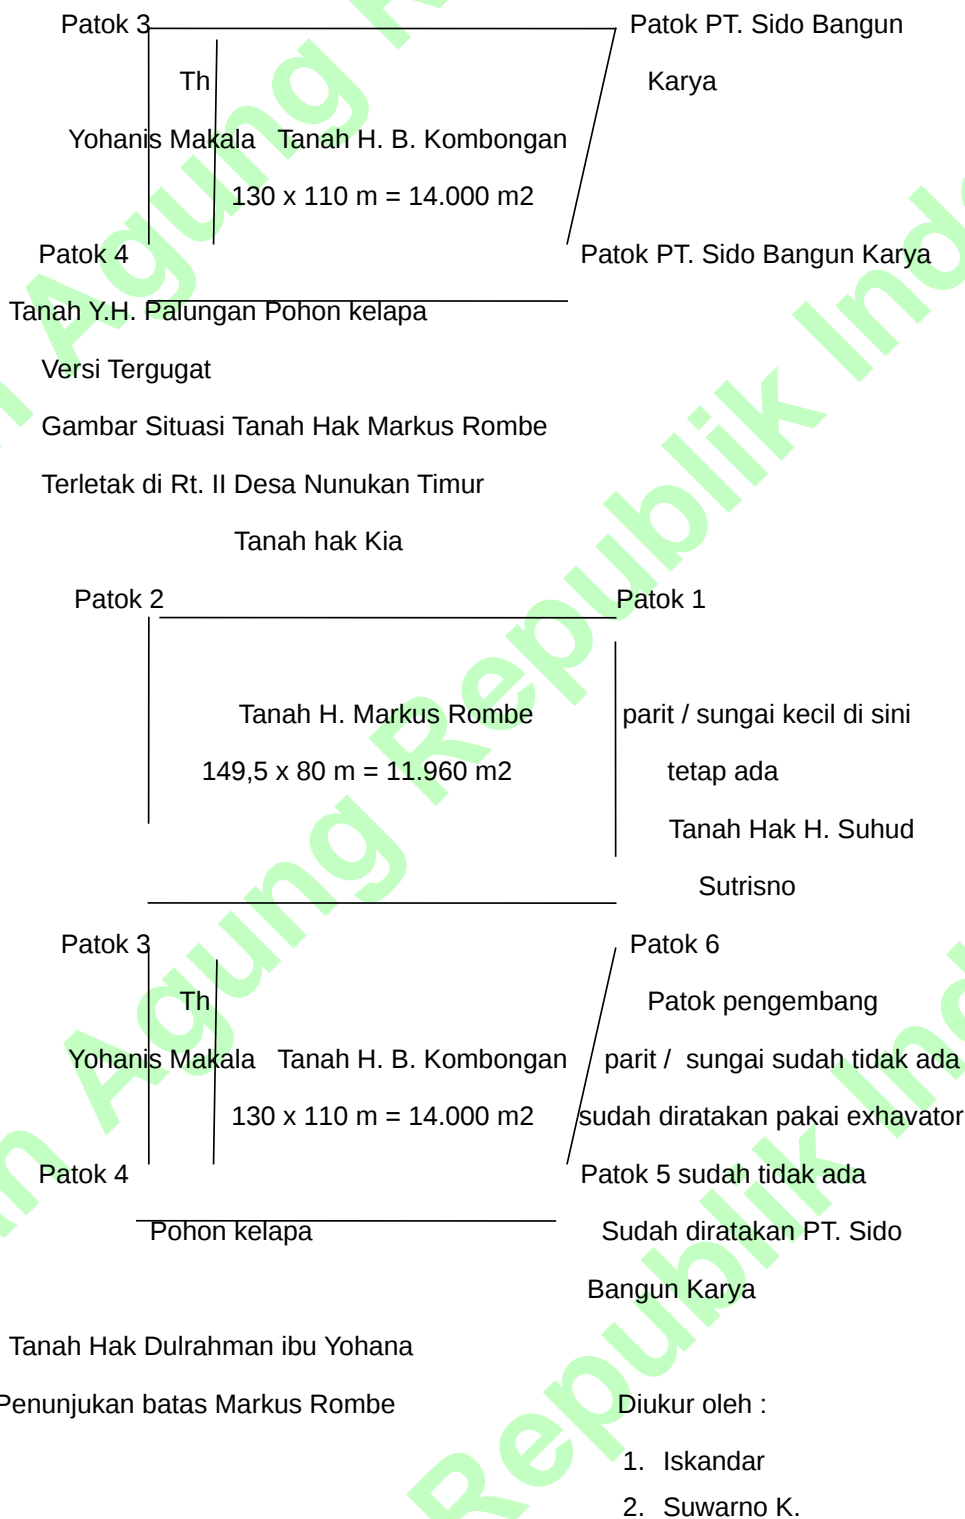 Patok 3 Patok PT. Sido Bangun
Th Karya
Yohanis Makala Tanah H. B. Kombongan
130 x 110 m = 14.000 m2
Patok 4 Patok PT. Sido Bangun Karya
Tanah Y.H. Palungan Pohon kelapa
Versi Tergugat
Gambar Situasi Tanah Hak Markus Rombe
Terletak di Rt. II Desa Nunukan Timur
Tanah hak Kia
Patok 2 Patok 1
Tanah H. Markus Rombe parit / sungai kecil di sini
149,5 x 80 m = 11.960 m2 tetap ada
Tanah Hak H. Suhud
Sutrisno
Patok 3 Patok 6
Th Patok pengembang
Yohanis Makala Tanah H. B. Kombongan parit / sungai sudah tidak ada
130 x 110 m = 14.000 m2 sudah diratakan pakai exhavator
Patok 4 Patok 5 sudah tidak ada
Pohon kelapa Sudah diratakan PT. Sido
Bangun Karya
Tanah Hak Dulrahman ibu Yohana
Penunjukan batas Markus Rombe Diukur oleh :
1. Iskandar
2. Suwarno K.
Agung Republik
Agung Republik
Republik